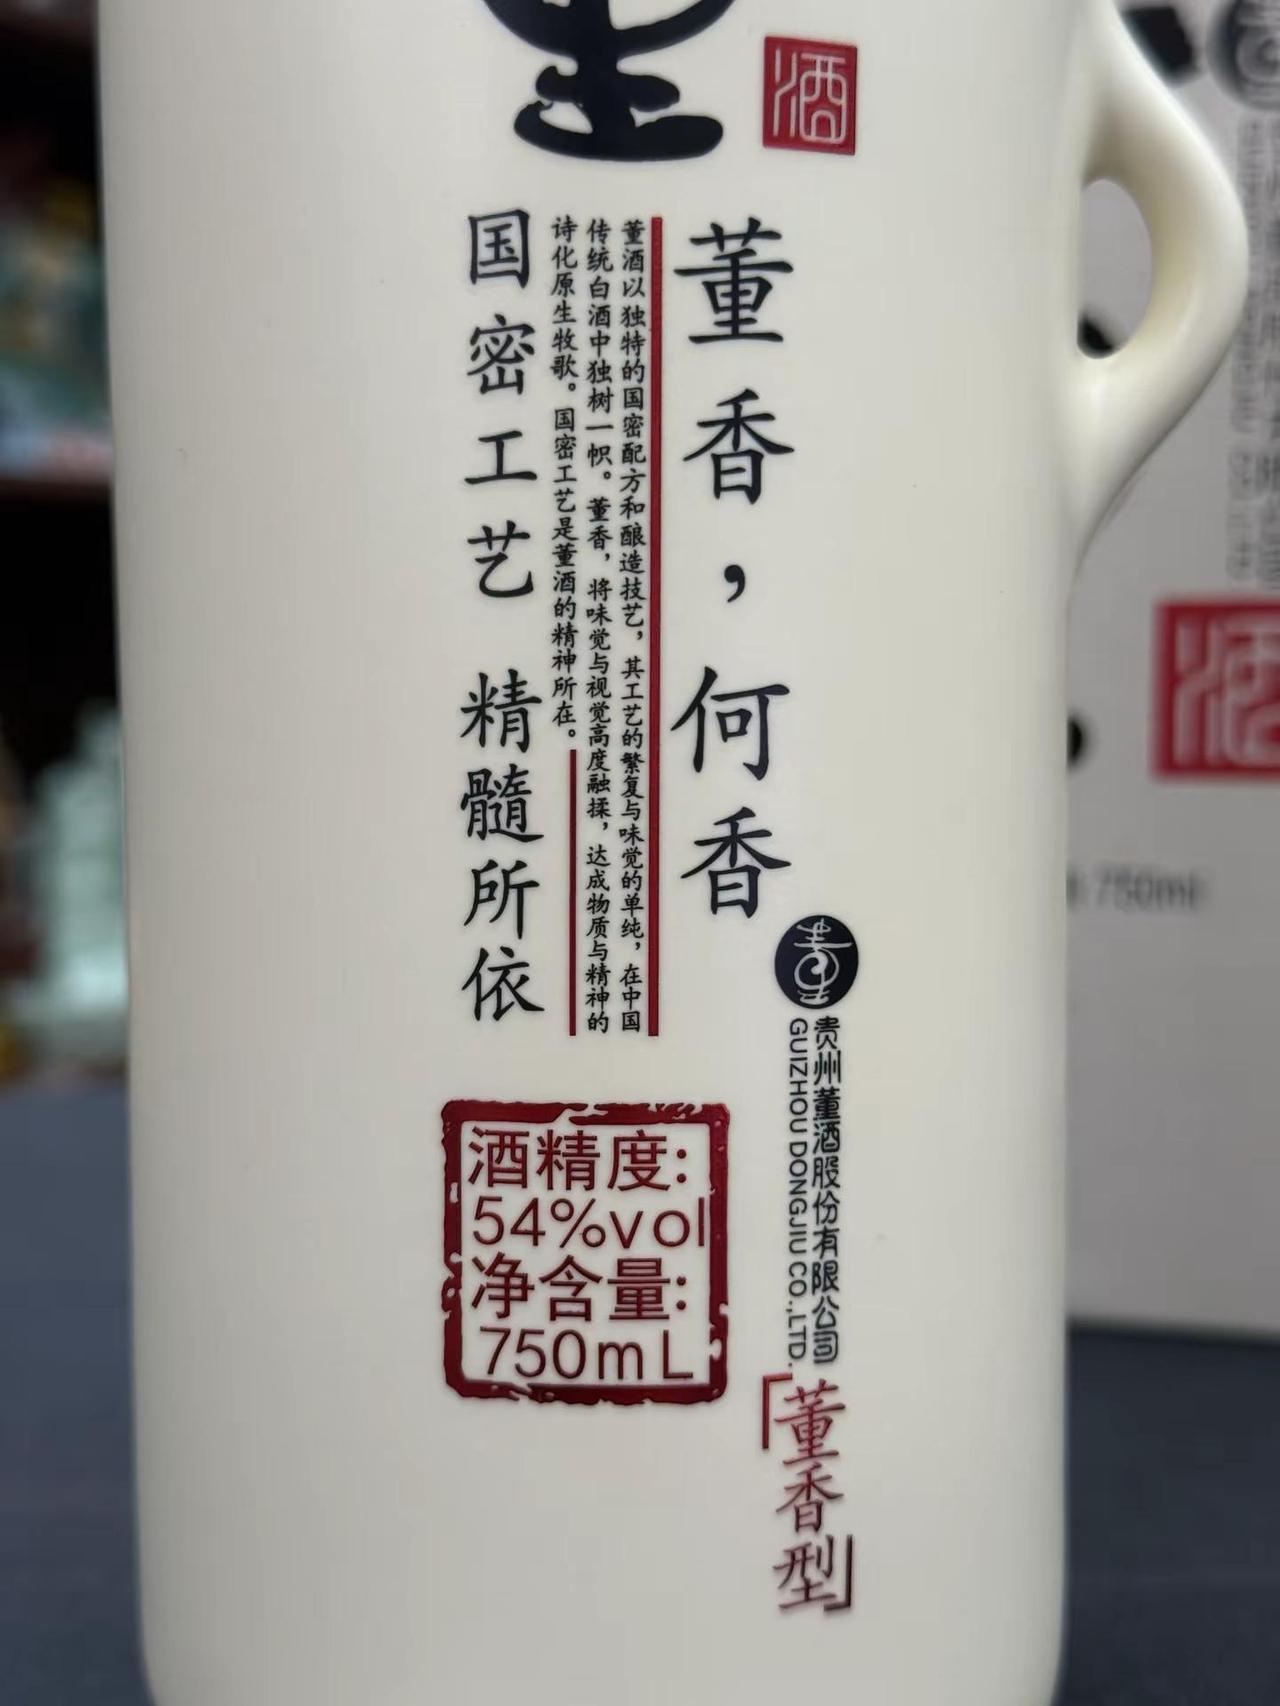 酒
董香，何香
董酒以独特的国密配方和酿造技艺，其工艺的繁复与味觉的单纯，在中国
传统白酒中独树一帜。董香，将味觉与视觉高度融揉，达成物质与精神的
诗化原生牧歌。国密工艺是董酒的精神所在。
国密工艺 精髓所依
贵州董酒股份有限公司
GUIZHOU DONGJIU CO.,LTD.
「董香型」
酒精度:
54%vol
净含量:
750mL
酒
750ml